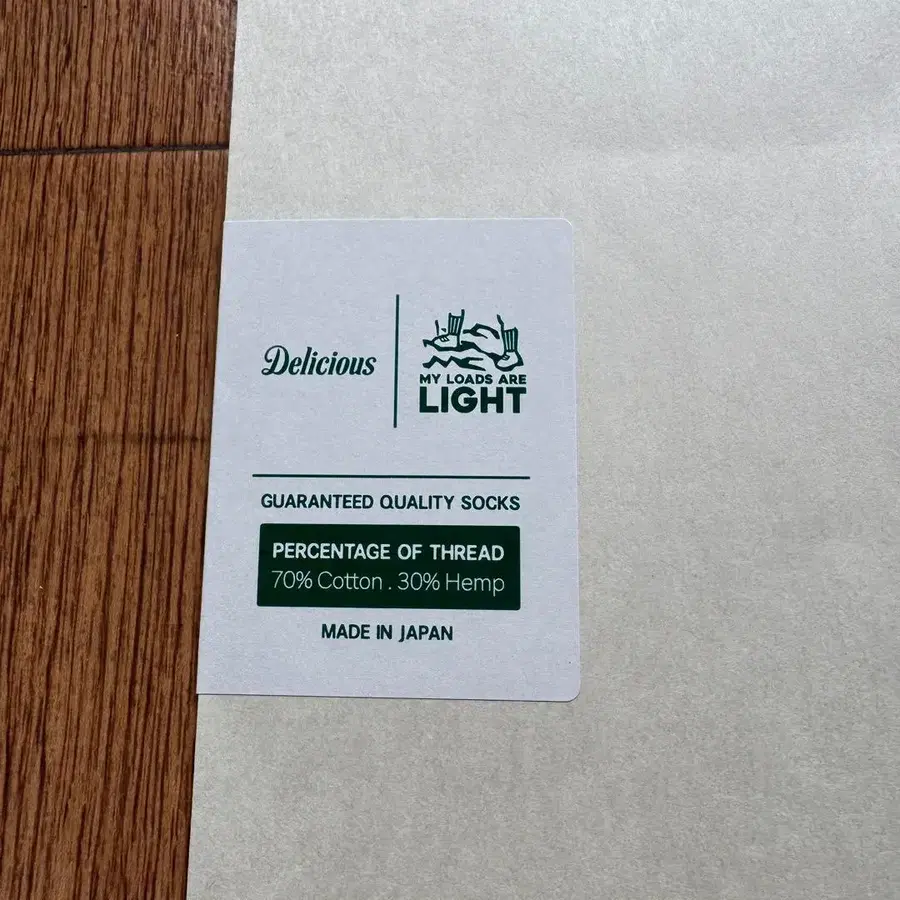 Delicious
MY LOADS ARE
LIGHT
GUARANTEED QUALITY SOCKS
PERCENTAGE OF THREAD
70% Cotton . 30% Hemp
MADE IN JAPAN